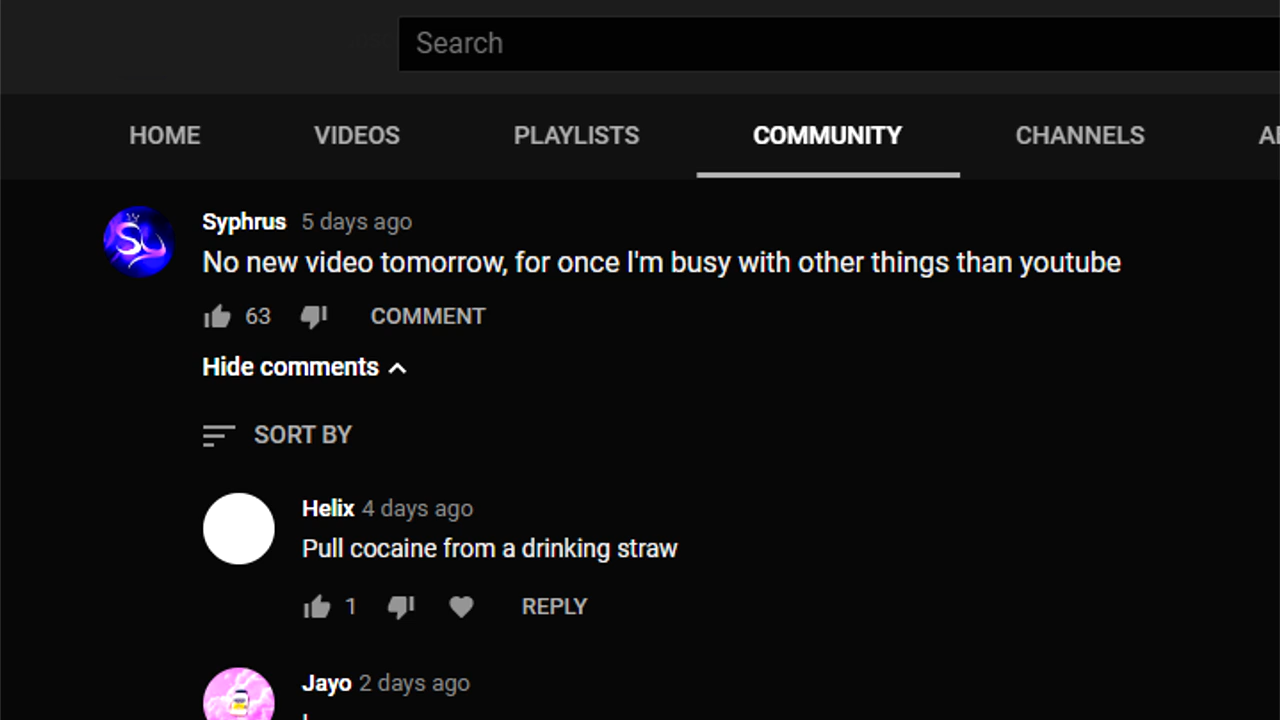 Search
HOME VIDEOS PLAYLISTS COMMUNITY CHANNELS
Syphrus 5 days ago
No new video tomorrow, for once I'm busy with other things than youtube
63 COMMENT
Hide comments
SORT BY
Helix 4 days ago
Pull cocaine from a drinking straw
1 REPLY
Jayo 2 days ago